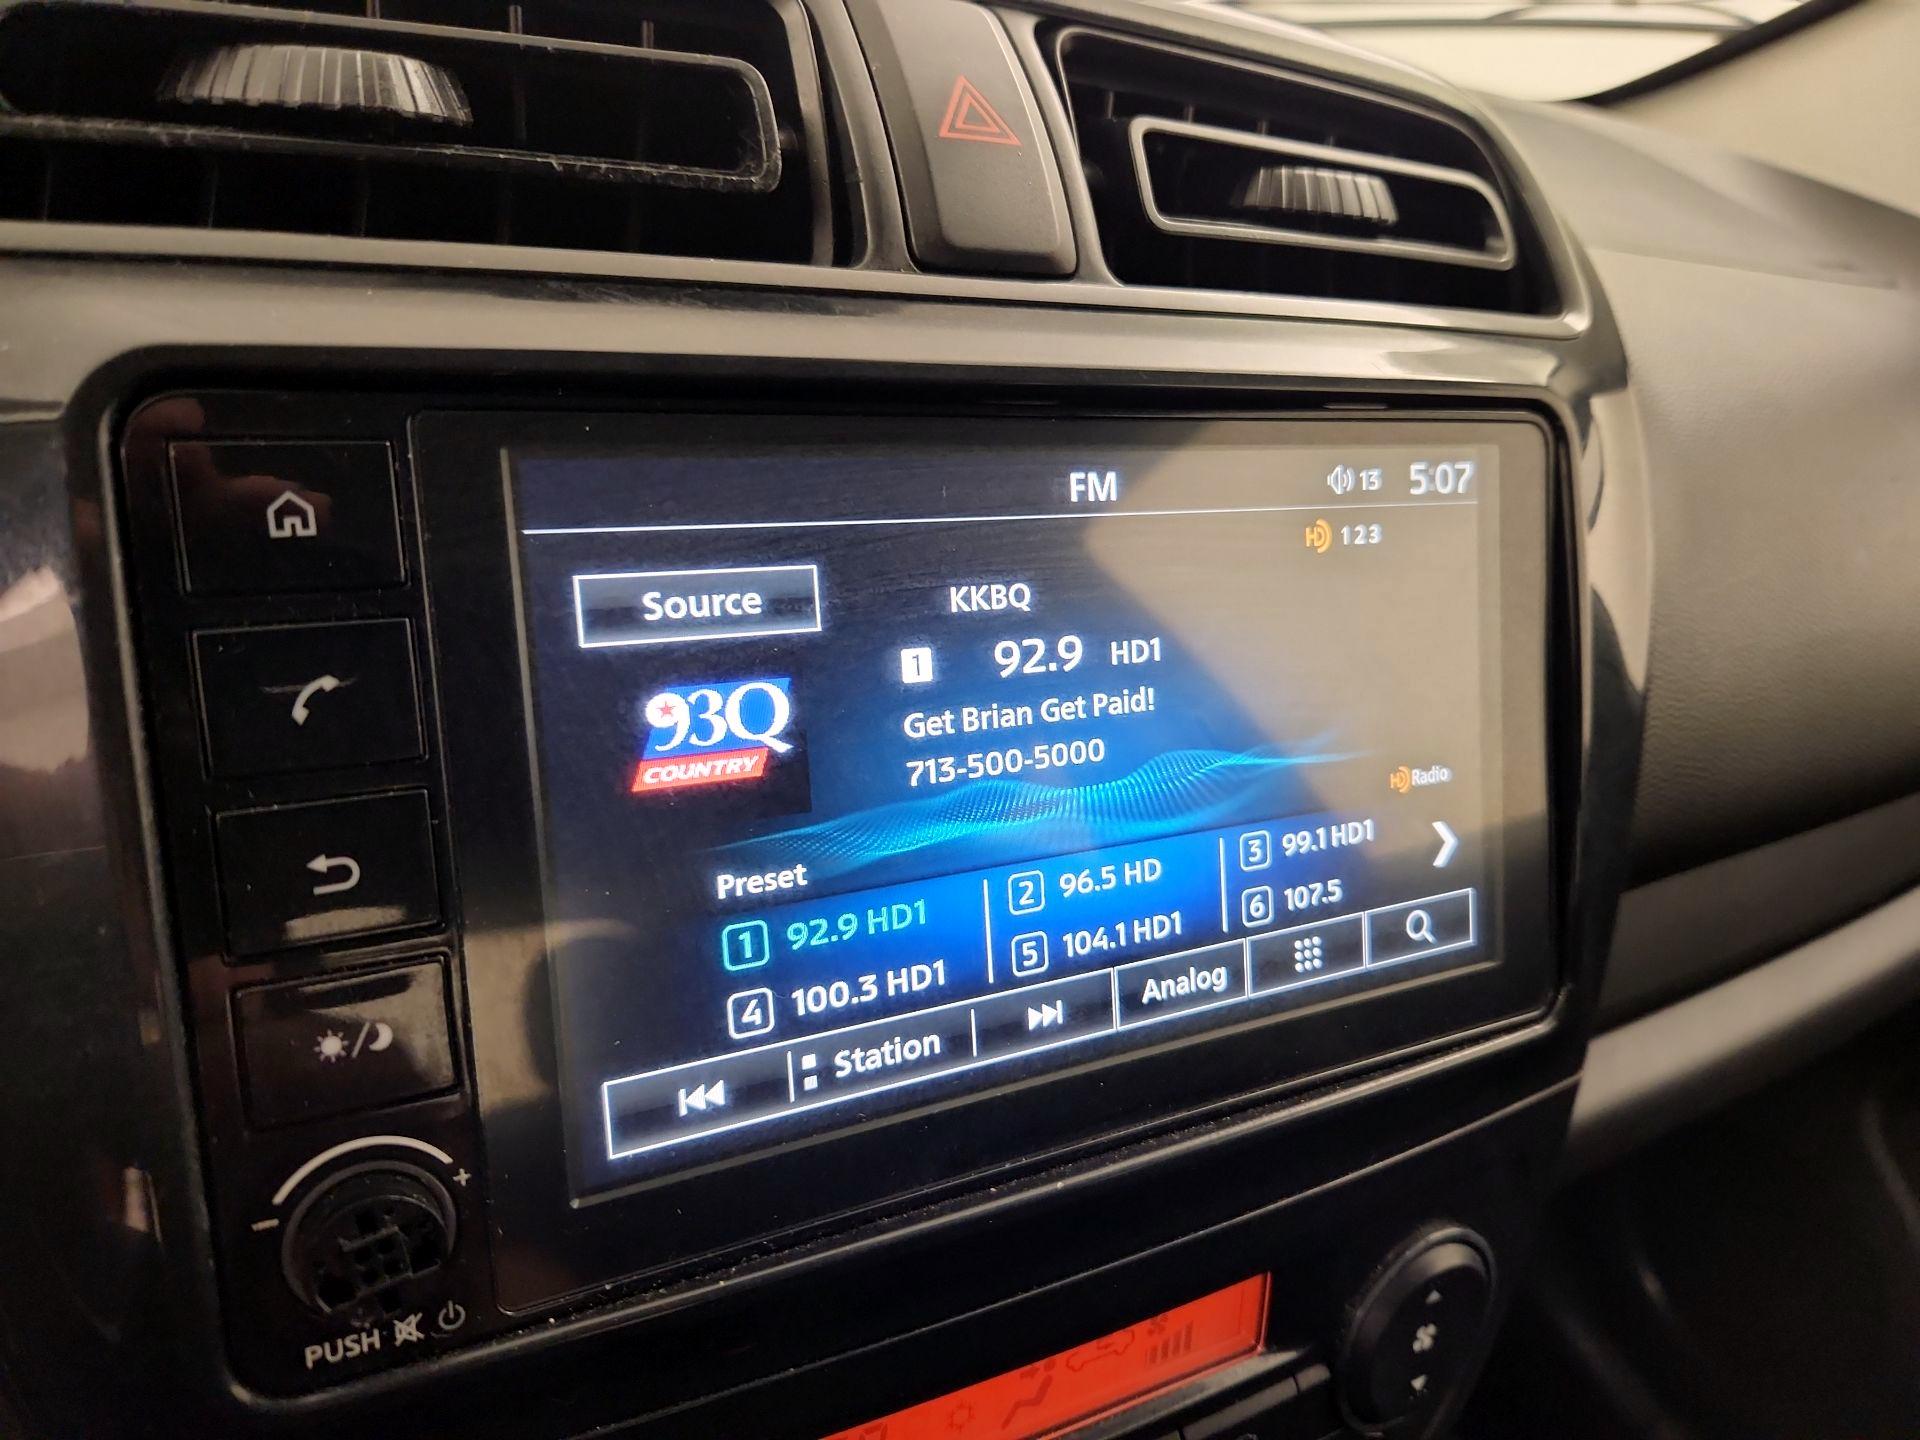 FM
13 5:07
HD 1 2 3
Source
KKBQ
1 92.9 HD1
93Q
COUNTRY
Get Brian Get Paid!
713-500-5000
HD Radio
Preset
1 92.9 HD1
2 96.5 HD
3 99.1 HD1
4 100.3 HD1
5 104.1 HD1
6 107.5
Station
Analog
- +
PUSH